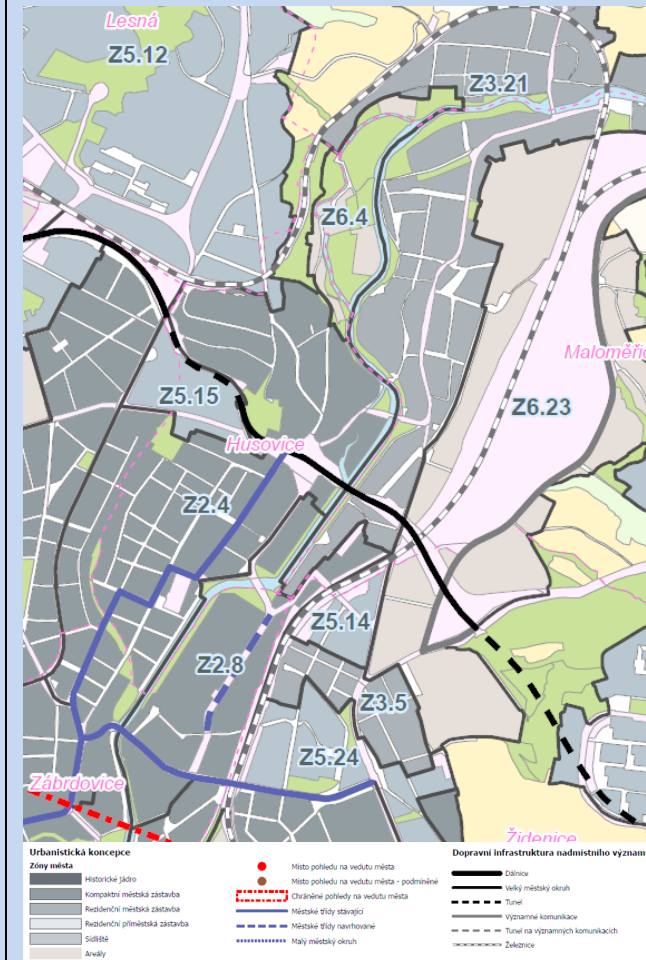 Lesná
Z5.12
Z3.21
Z6.4
Maloměřic
Z5.15
Z6.23
Husovice
Z2.4
Z5.14
Z2.8
Z3.5
Z5.24
Zábrdovice
Židenice
Urbanistická koncepce
Zóny města
Historické jádro
Kompaktní městská zástavba
Rezidenční městská zástavba
Rezidenční příměstská zástavba
Sídliště
Areály
Místo pohledu na vedutu města
Místo pohledu na vedutu města - podmíněné
Chráněné pohledy na vedutu města
Městské třídy stávající
Městské třídy navrhované
Malý městský okruh
Dopravní infrastruktura nadmístního význam
Dálnice
Velký městský okruh
Tunel
Významné komunikace
Tunel na významných komunikacích
Železnice